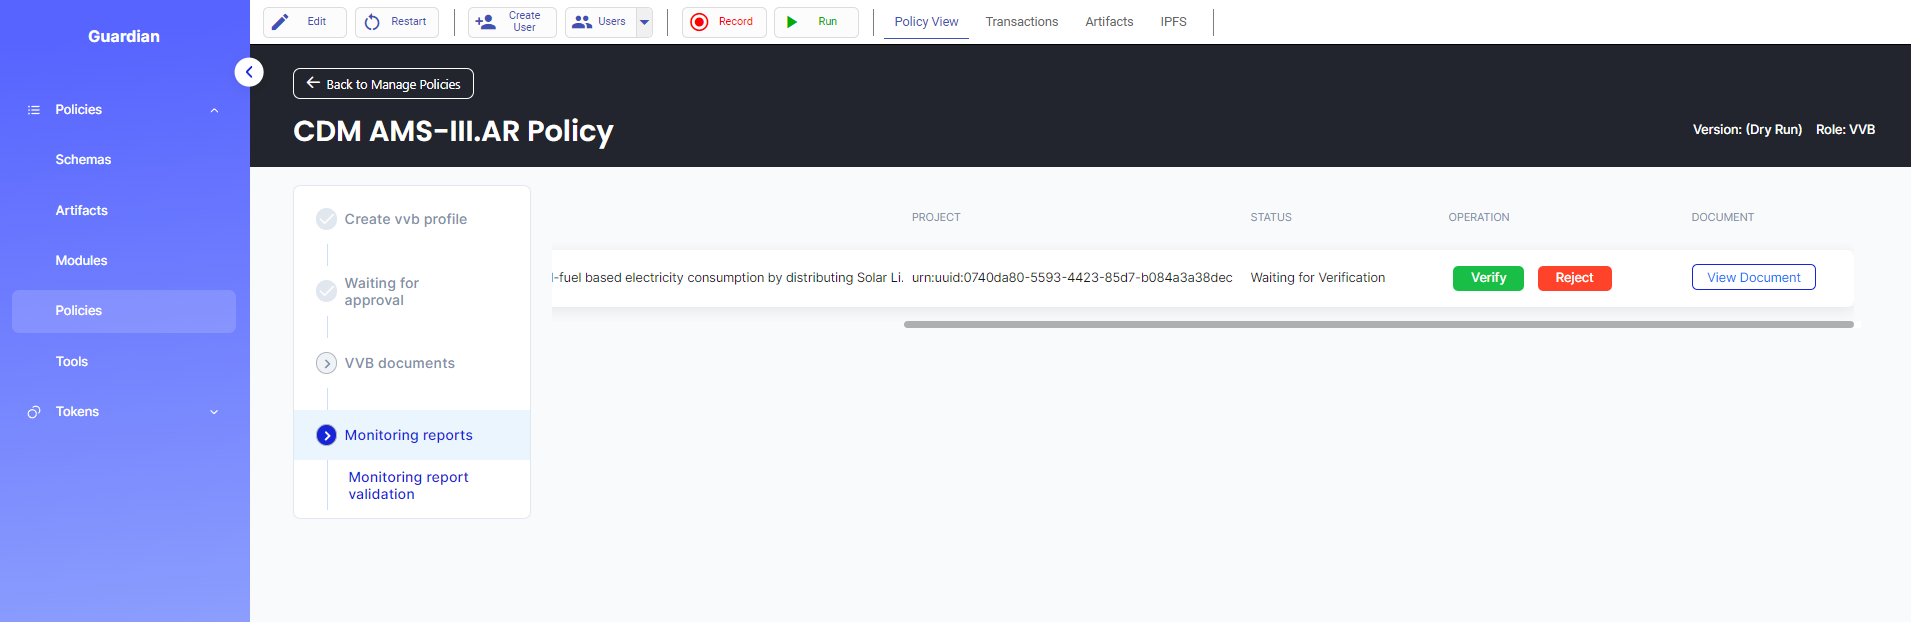 Guardian
Policies
Schemas
Artifacts
Modules
Policies
Tools
Tokens
Edit
Restart
Create
User
Users
Record
Run
Policy View
Transactions
Artifacts
IPFS
Back to Manage Policies
CDM AMS-III.AR Policy
Version: (Dry Run) Role: VVB
Create vvb profile
Waiting for
approval
VVB documents
Monitoring reports
Monitoring report
validation
PROJECT STATUS OPERATION DOCUMENT
-fuel based electricity consumption by distributing Solar Li. urn:uuid:0740da80-5593-4423-85d7-b084a3a38dec Waiting for Verification Verify Reject View Document